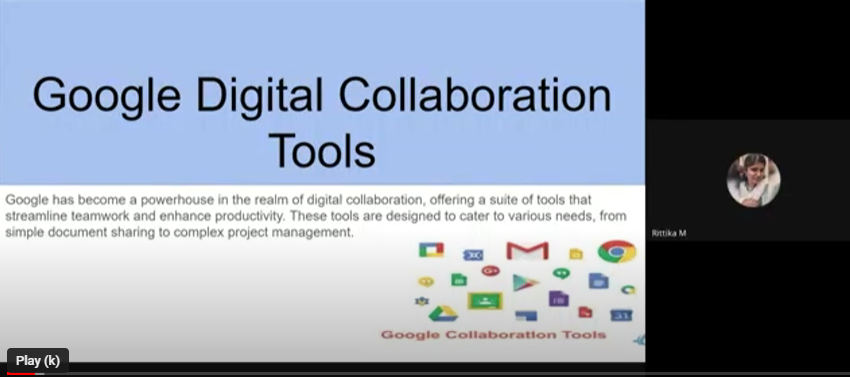 Google Digital Collaboration
Tools
Google has become a powerhouse in the realm of digital collaboration, offering a suite of tools that
streamline teamwork and enhance productivity. These tools are designed to cater to various needs, from
simple document sharing to complex project management.
31
Google Collaboration Tools
Rittika M
Play (k)